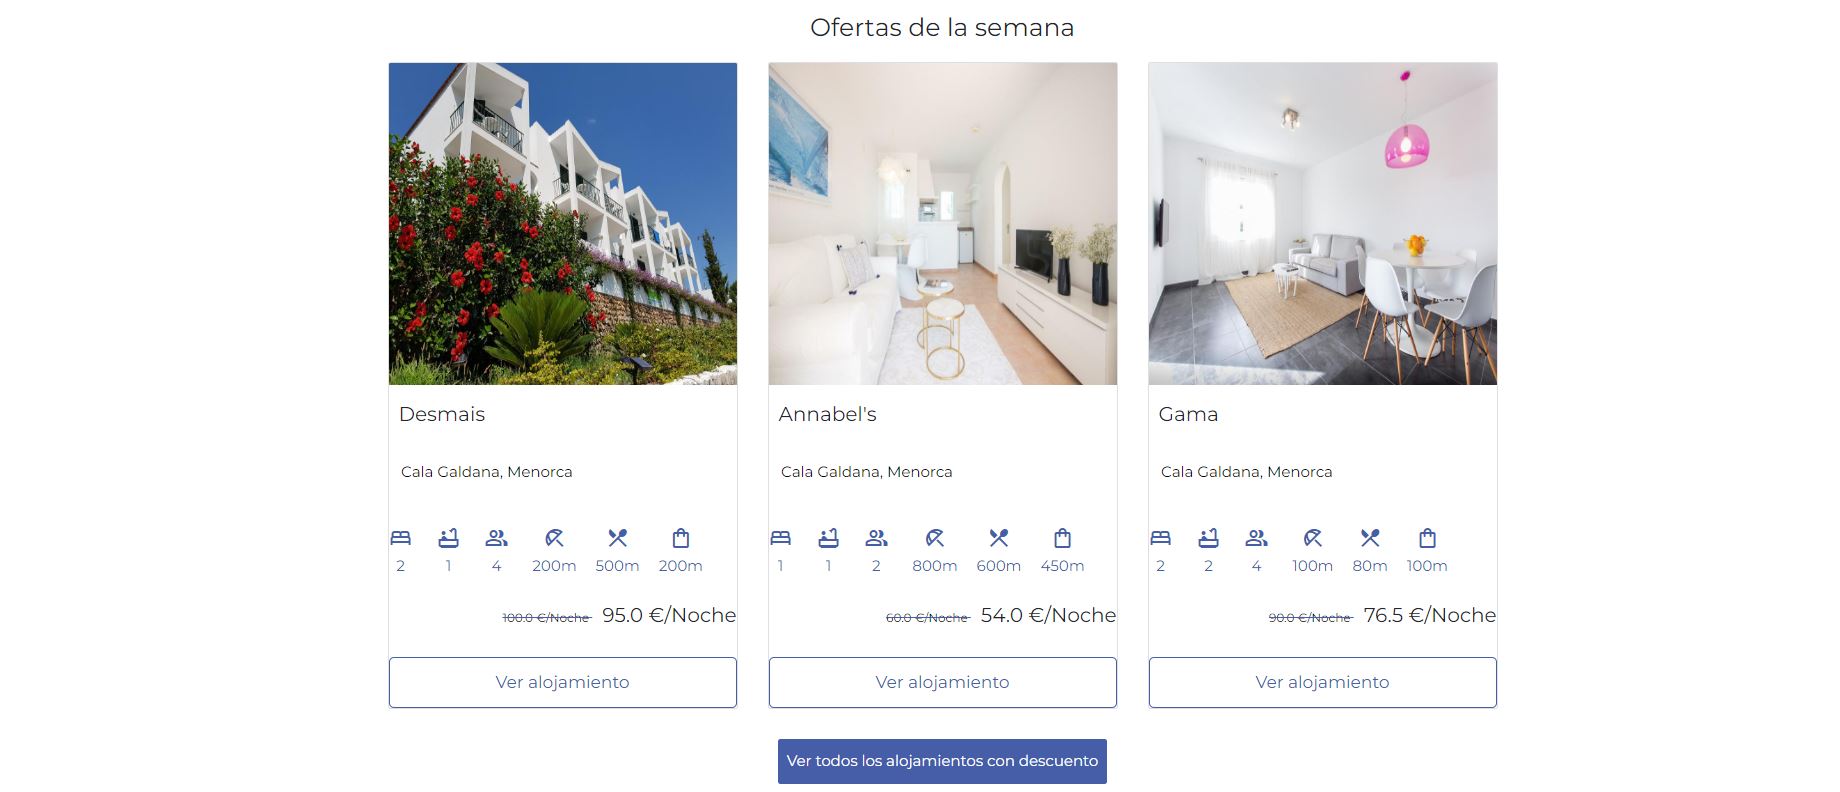 Ofertas de la semana
Desmais
Cala Galdana, Menorca
2 1 4 200m 500m 200m
100.0 €/Noche 95.0 €/Noche
Ver alojamiento
Annabel's
Cala Galdana, Menorca
1 1 2 800m 600m 450m
60.0 €/Noche 54.0 €/Noche
Ver alojamiento
Gama
Cala Galdana, Menorca
2 2 4 100m 80m 100m
90.0 €/Noche 76.5 €/Noche
Ver alojamiento
Ver todos los alojamientos con descuento